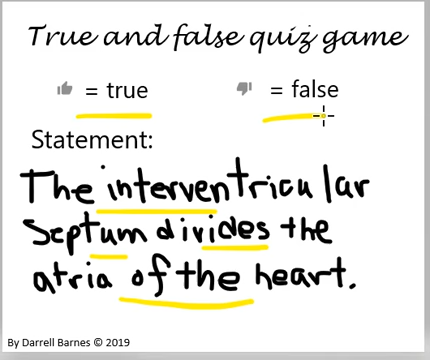 True and false quiz game
= true = false
Statement:
The interventricular
Septum divides the
atria of the heart.
By Darrell Barnes © 2019